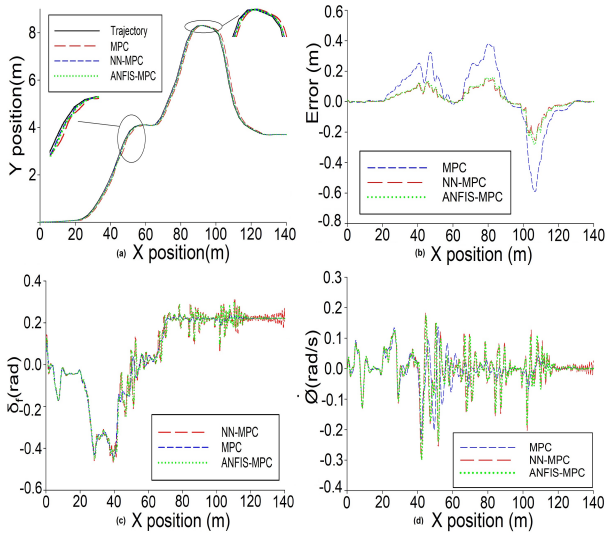 Y position(m)
8
6
4
2
0 20 40 60 80 100 120 140
Trajectory
MPC
NN-MPC
ANFIS-MPC
(a) X position(m)
Error (m)
0.6
0.4
0.2
0.0
-0.2
-0.4
-0.6
-0.8
0 20 40 60 80 100 120 140
MPC
NN-MPC
ANFIS-MPC
(b) X position (m)
δf(rad)
0.4
0.2
0.0
-0.2
-0.4
-0.6
0 20 40 60 80 100 120 140
NN-MPC
MPC
ANFIS-MPC
(c) X position (m)
Ø̇(rad/s)
0.3
0.2
0.1
0.0
-0.1
-0.2
-0.3
-0.4
0 20 40 60 80 100 120 140
MPC
NN-MPC
ANFIS-MPC
(d) X position (m)